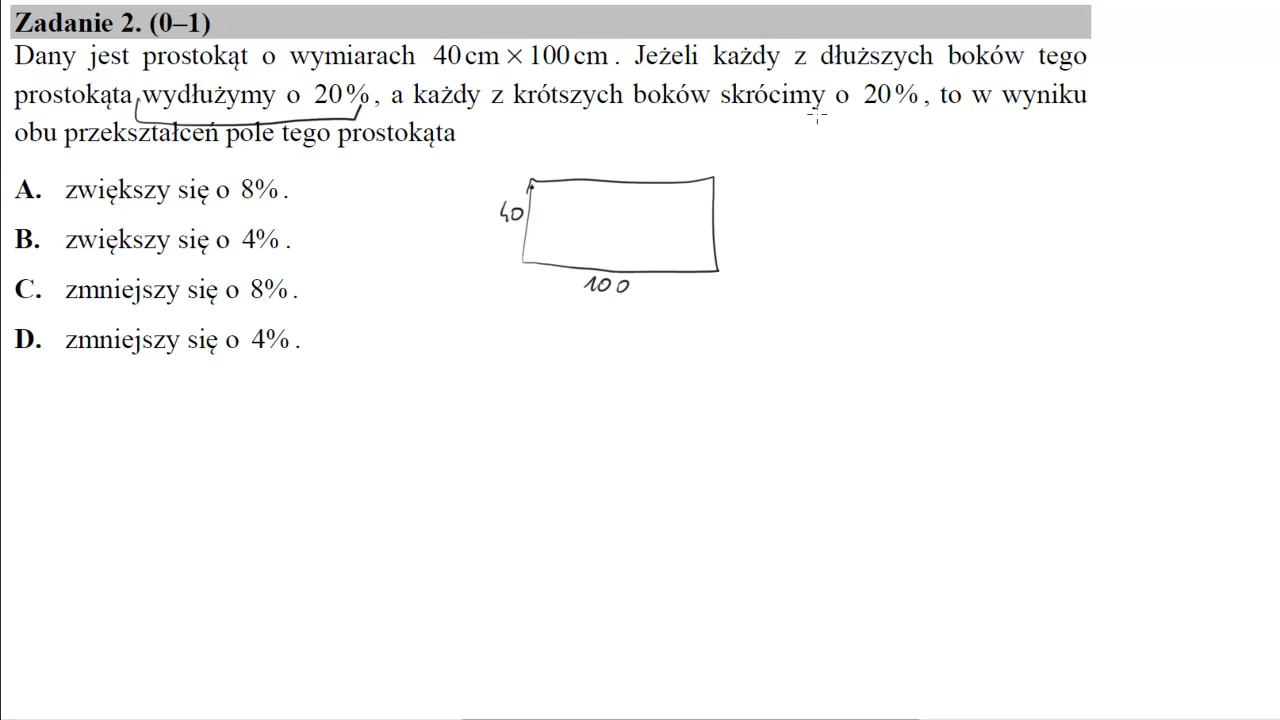 Zadanie 2. (0–1)
Dany jest prostokąt o wymiarach 40 cm × 100 cm. Jeżeli każdy z dłuższych boków tego
prostokąta wydłużymy o 20%, a każdy z krótszych boków skrócimy o 20%, to w wyniku
obu przekształceń pole tego prostokąta
A. zwiększy się o 8%.
B. zwiększy się o 4%.
C. zmniejszy się o 8%.
D. zmniejszy się o 4%.
40
100